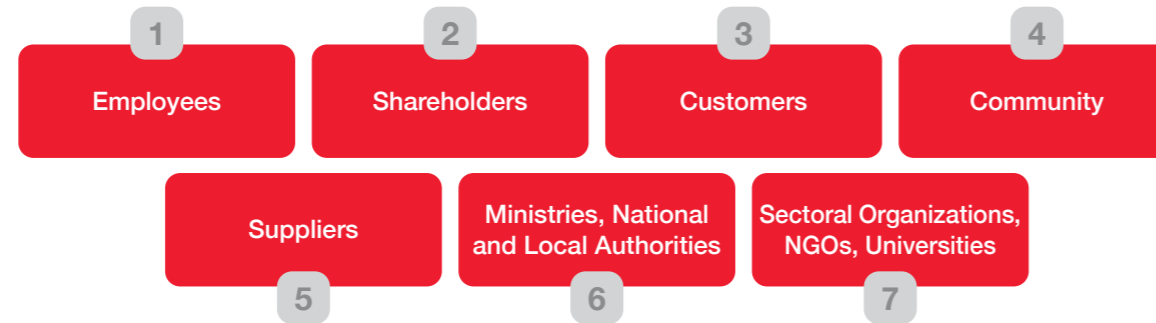 1
Employees
2
Shareholders
3
Customers
4
Community
Suppliers
5
Ministries, National
and Local Authorities
6
Sectoral Organizations,
NGOs, Universities
7